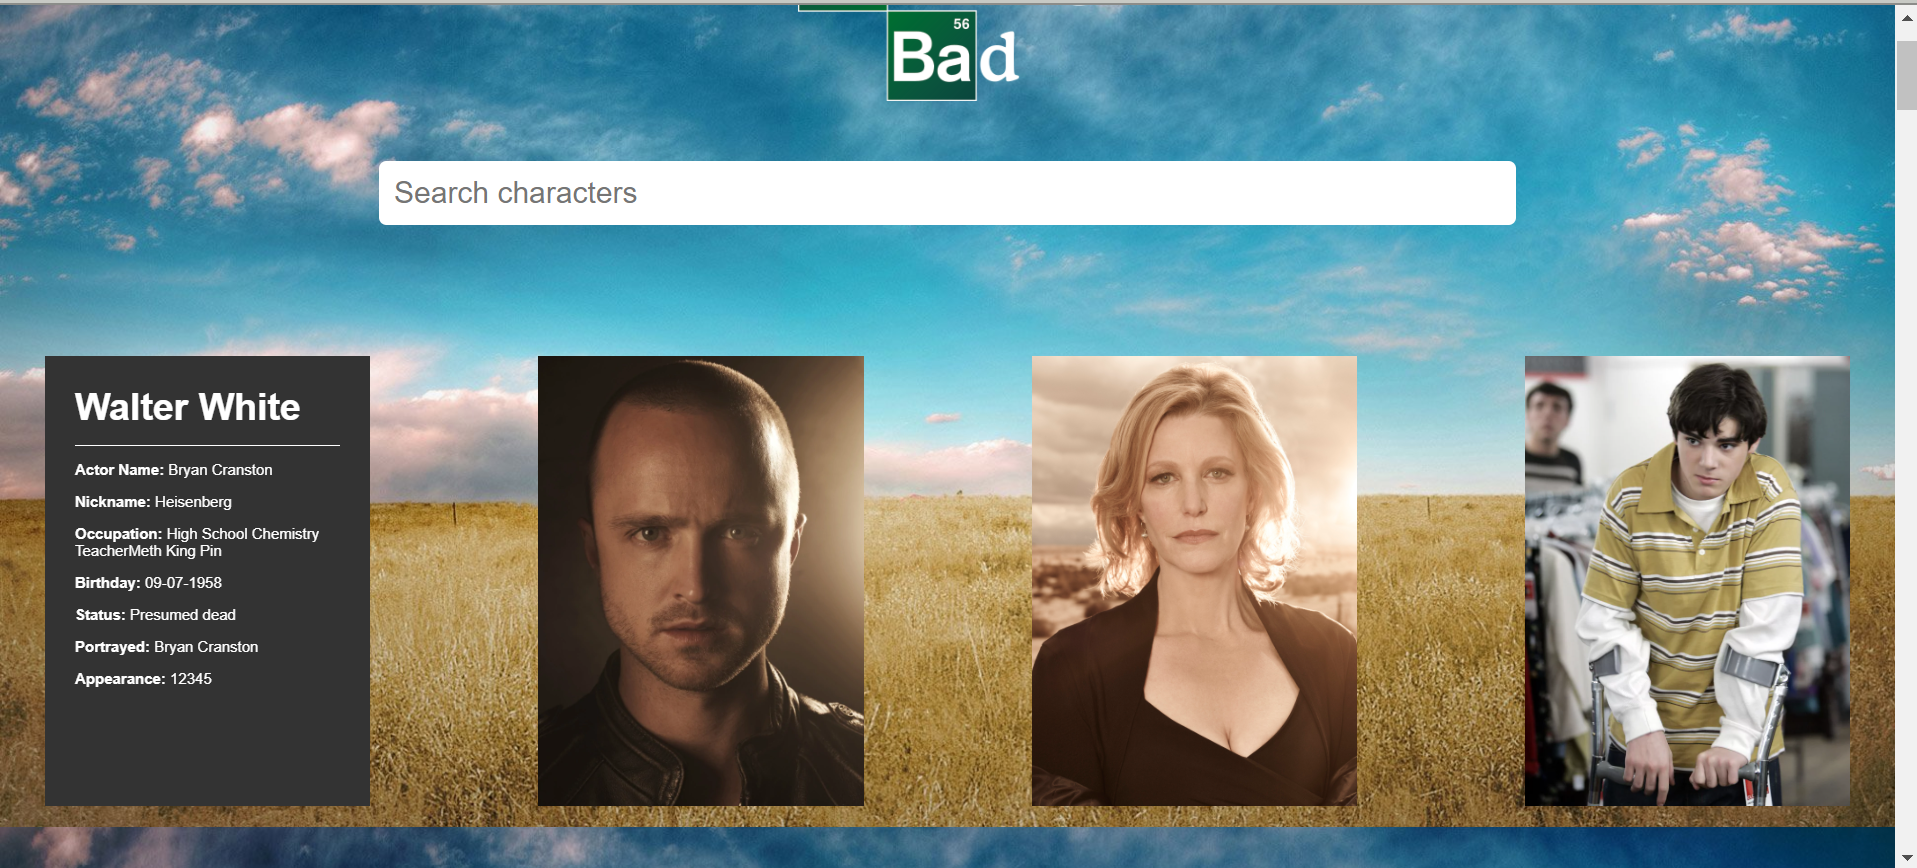 56
Bad
Search characters
Walter White
Actor Name: Bryan Cranston
Nickname: Heisenberg
Occupation: High School Chemistry
TeacherMeth King Pin
Birthday: 09-07-1958
Status: Presumed dead
Portrayed: Bryan Cranston
Appearance: 12345